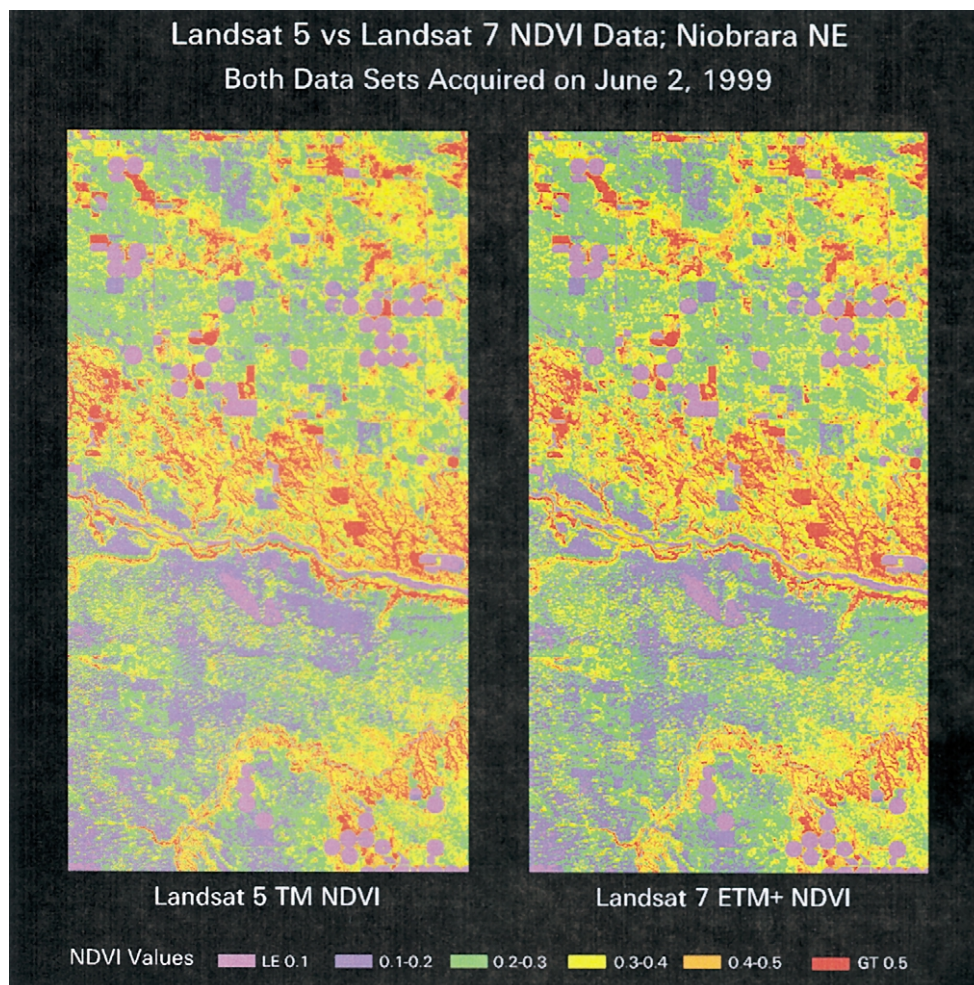 Landsat 5 vs Landsat 7 NDVI Data; Niobrara NE
Both Data Sets Acquired on June 2, 1999
Landsat 5 TM NDVI
Landsat 7 ETM+ NDVI
NDVI Values LE 0.1 0.1-0.2 0.2-0.3 0.3-0.4 0.4-0.5 GT 0.5